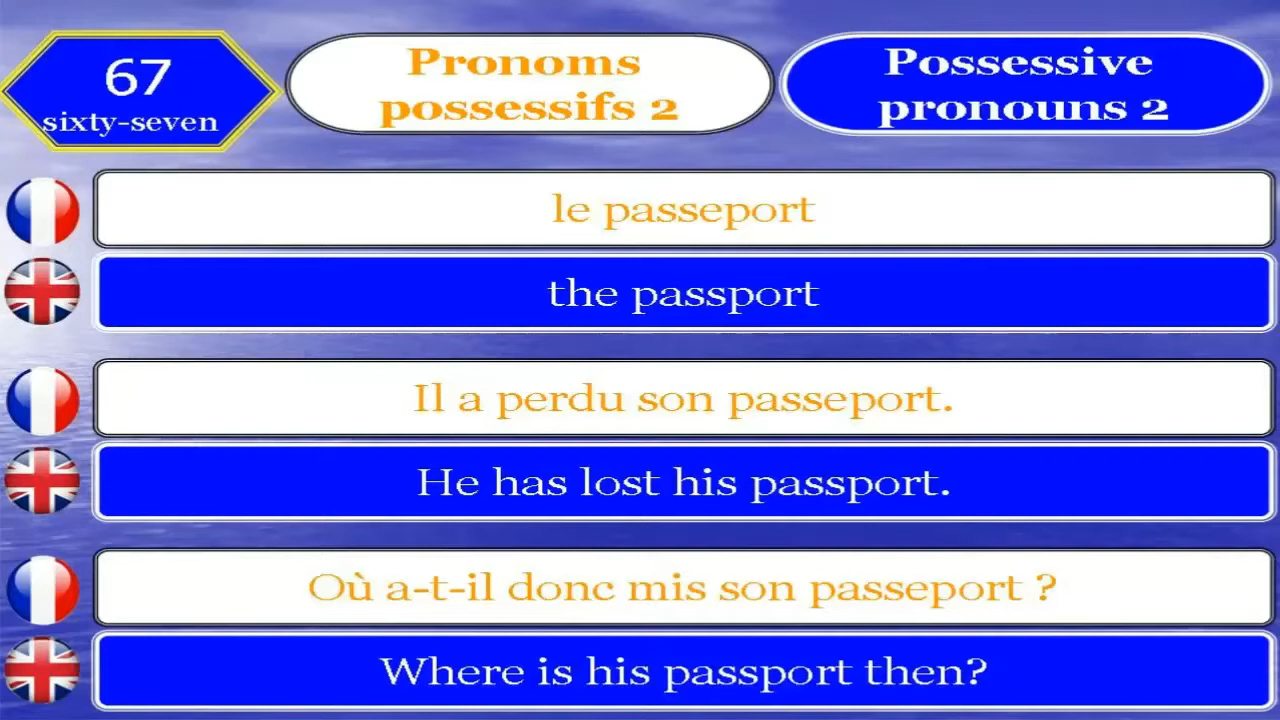 67
sixty-seven
Pronoms
possessifs 2
Possessive
pronouns 2
le passeport
the passport
Il a perdu son passeport.
He has lost his passport.
Où a-t-il donc mis son passeport ?
Where is his passport then?